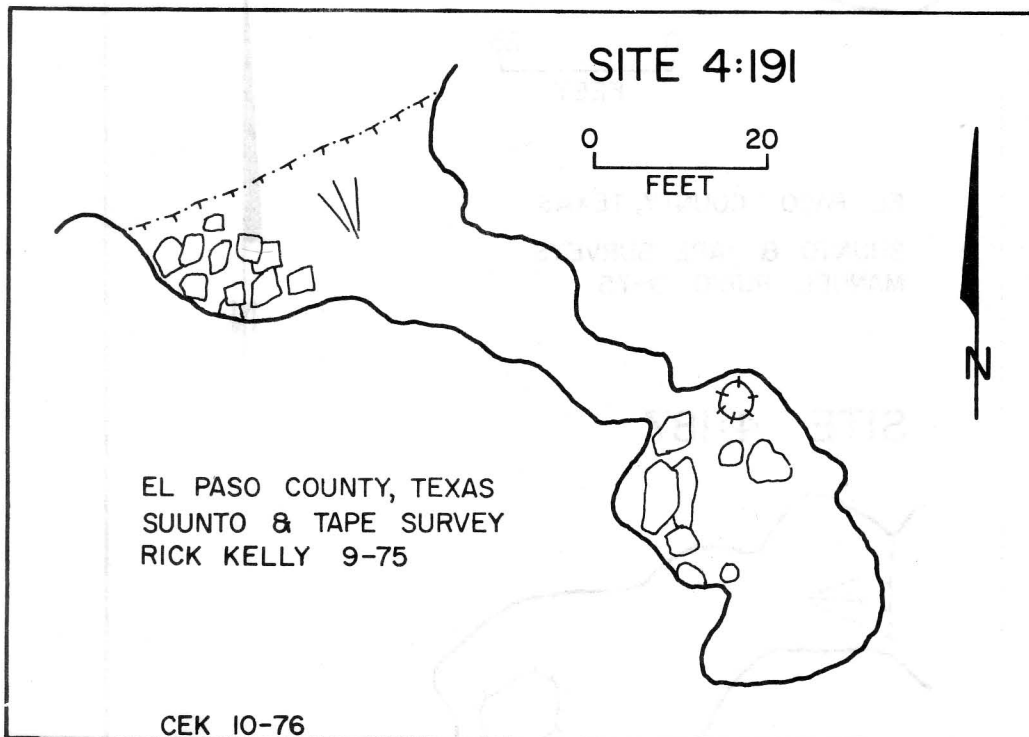 SITE 4:191
0 20
FEET
N
EL PASO COUNTY, TEXAS
SUUNTO & TAPE SURVEY
RICK KELLY 9-75
CEK 10-76